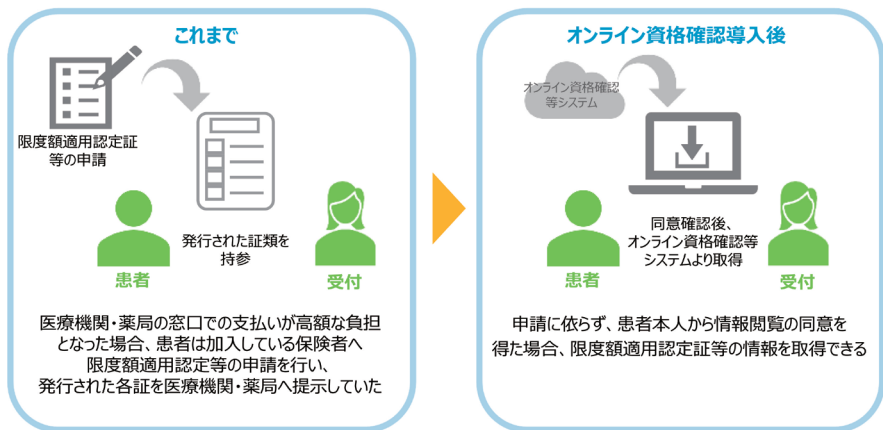 これまで
限度額適用認定証
等の申請
発行された証類を
持参
患者
受付
医療機関・薬局の窓口での支払いが高額な負担
となった場合、患者は加入している保険者へ
限度額適用認定等の申請を行い、
発行された各証を医療機関・薬局へ提示していた
オンライン資格確認導入後
オンライン資格確認
等システム
同意確認後、
オンライン資格確認等
システムより取得
患者
受付
申請に依らず、患者本人から情報閲覧の同意を
得た場合、限度額適用認定証等の情報を取得できる